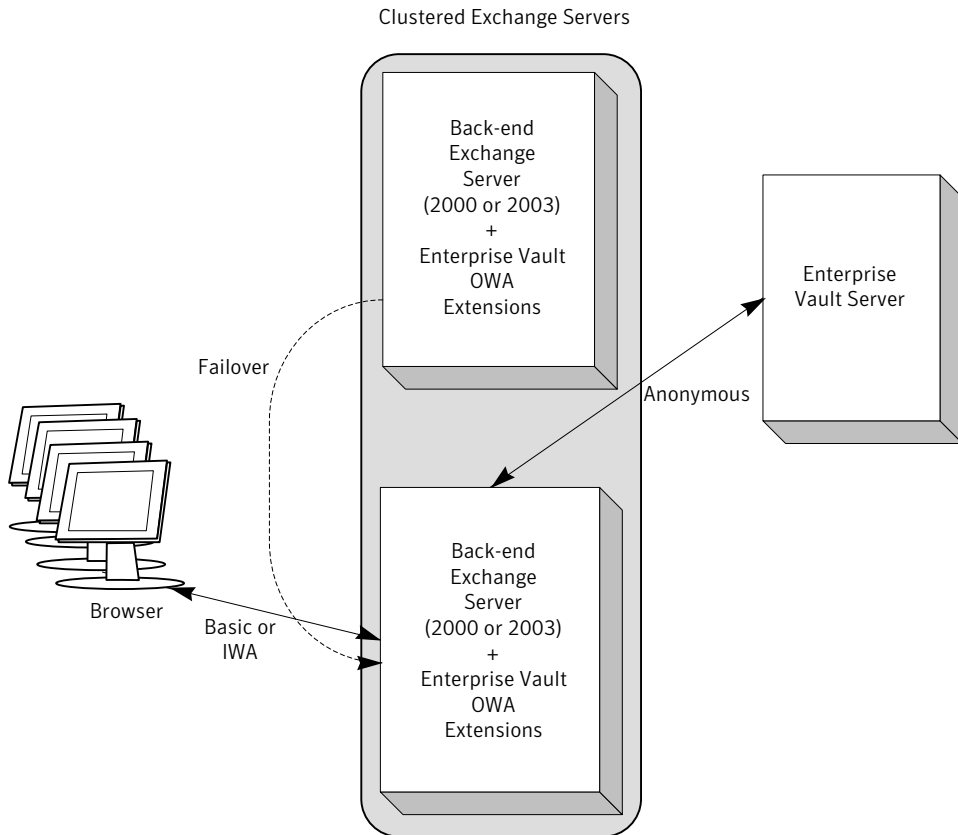 Clustered Exchange Servers
Back-end
Exchange
Server
(2000 or 2003)
+
Enterprise Vault
OWA
Extensions
Enterprise
Vault Server
Failover
Anonymous
Back-end
Exchange
Server
(2000 or 2003)
+
Enterprise Vault
OWA
Extensions
Browser
Basic or
IWA